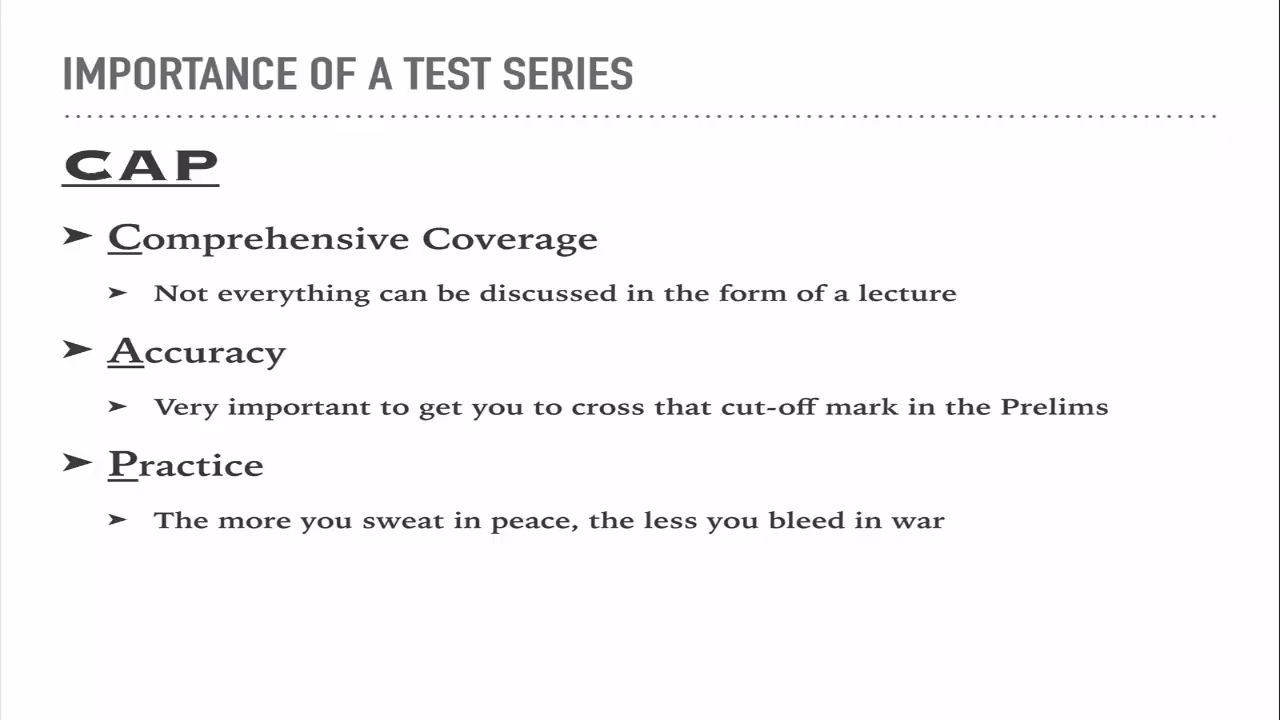 IMPORTANCE OF A TEST SERIES
CAP
➤ Comprehensive Coverage
➤ Not everything can be discussed in the form of a lecture
➤ Accuracy
➤ Very important to get you to cross that cut-off mark in the Prelims
➤ Practice
➤ The more you sweat in peace, the less you bleed in war